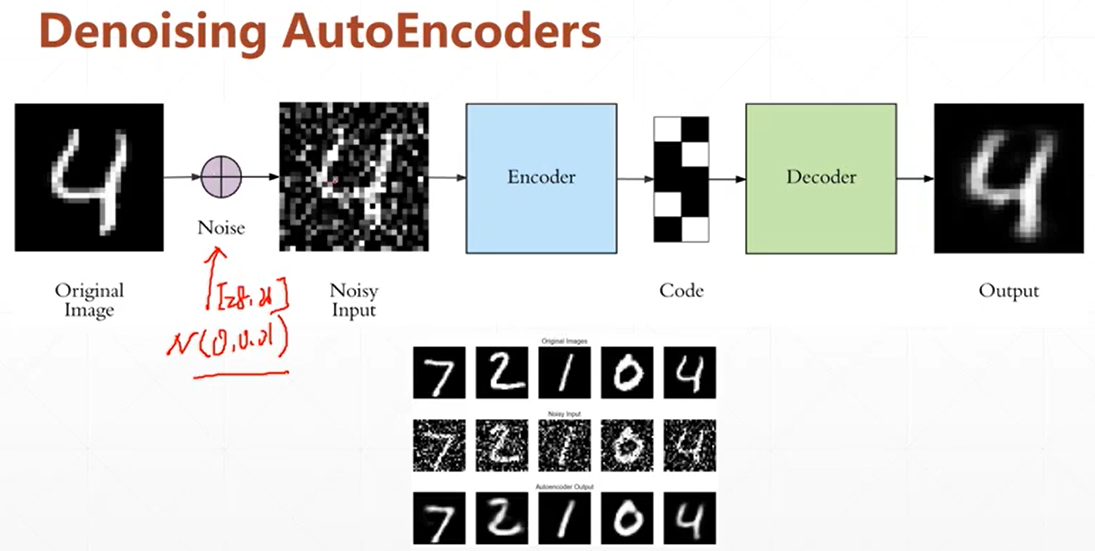 Denoising AutoEncoders
Encoder
Decoder
Noise
Original
Image
Noisy
Input
Code
Output
[28, 28]
N(0, 0.01)
Original Images
Noisy Input
Autoencoder Output